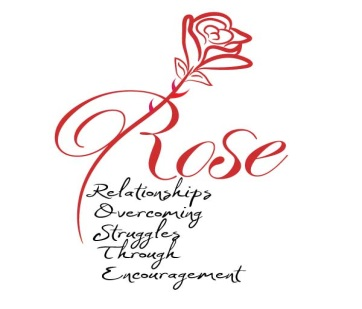 Rose
Relationships
Overcoming
Struggles
Through
Encouragement